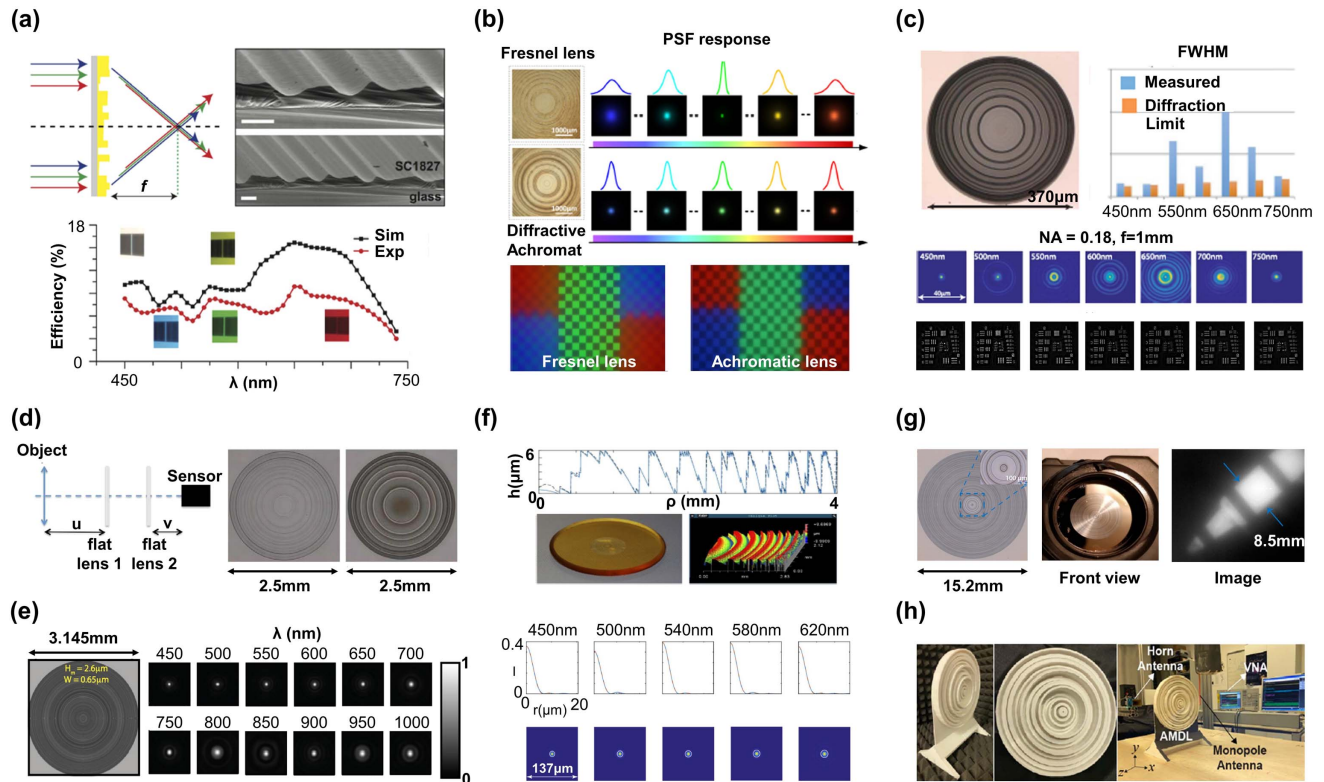 (a)
f
SC1827
glass
18
Efficiency (%)
0
Sim
Exp
450
λ (nm)
750
(b)
PSF response
Fresnel lens
1000μm
1000μm
Diffractive
Achromat
Fresnel lens
Achromatic lens
(c)
370μm
FWHM
Measured
Diffraction
Limit
450nm
550nm
650nm
750nm
NA = 0.18, f=1mm
450nm
500nm
550nm
600nm
650nm
700nm
750nm
40μm
(d)
Object
Sensor
u
v
flat
lens 1
flat
lens 2
2.5mm
2.5mm
(e)
3.145mm
Hm = 2.6μm
W = 0.65μm
λ (nm)
450 500 550 600 650 700
750 800 850 900 950 1000
1
0
(f)
h(μm)
6
0
0
ρ (mm)
4
450nm 500nm 540nm 580nm 620nm
0.4
I
0
0
r(μm)
20
137μm
(g)
100 μm
15.2mm
Front view
8.5mm
Image
(h)
Horn
Antenna
VNA
AMDL
Monopole
Antenna
y
z
x